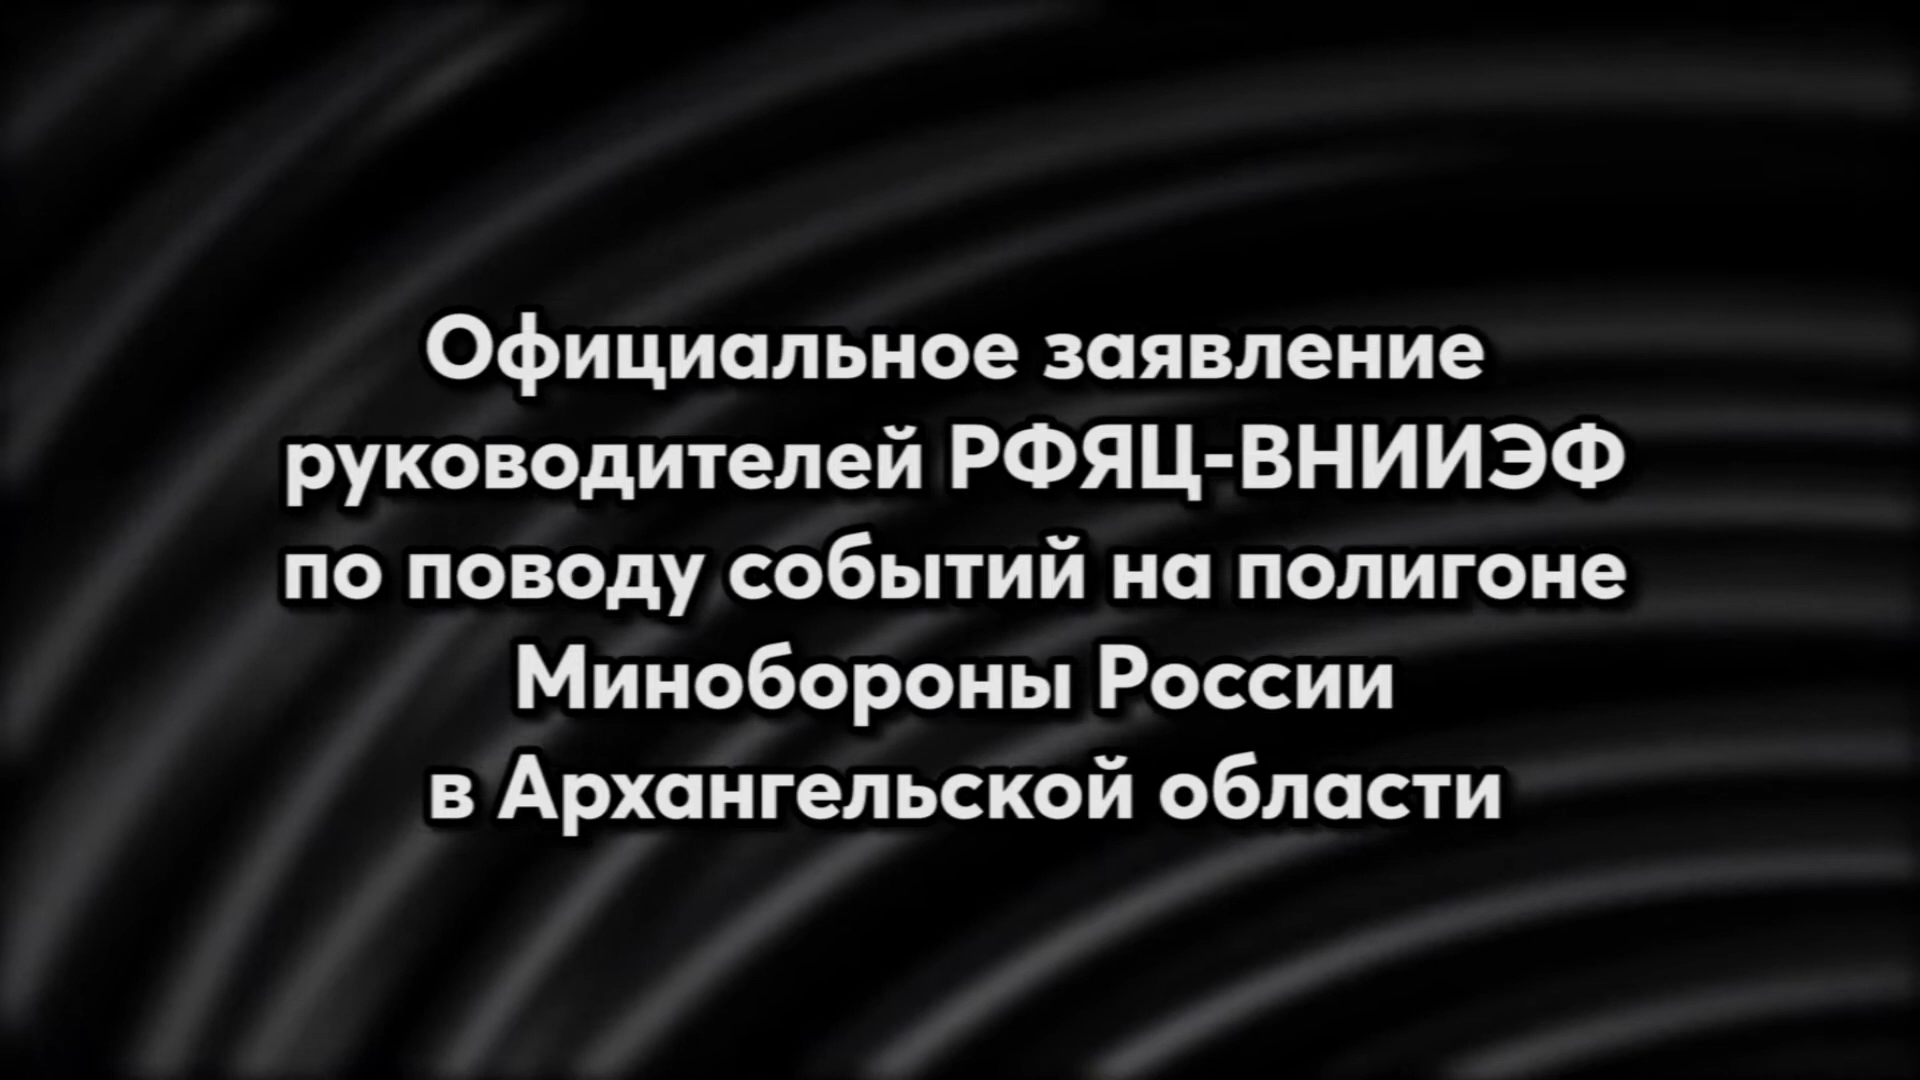 Официальное заявление
руководителей РФЯЦ-ВНИИЭФ
по поводу событий на полигоне
Минобороны России
в Архангельской области